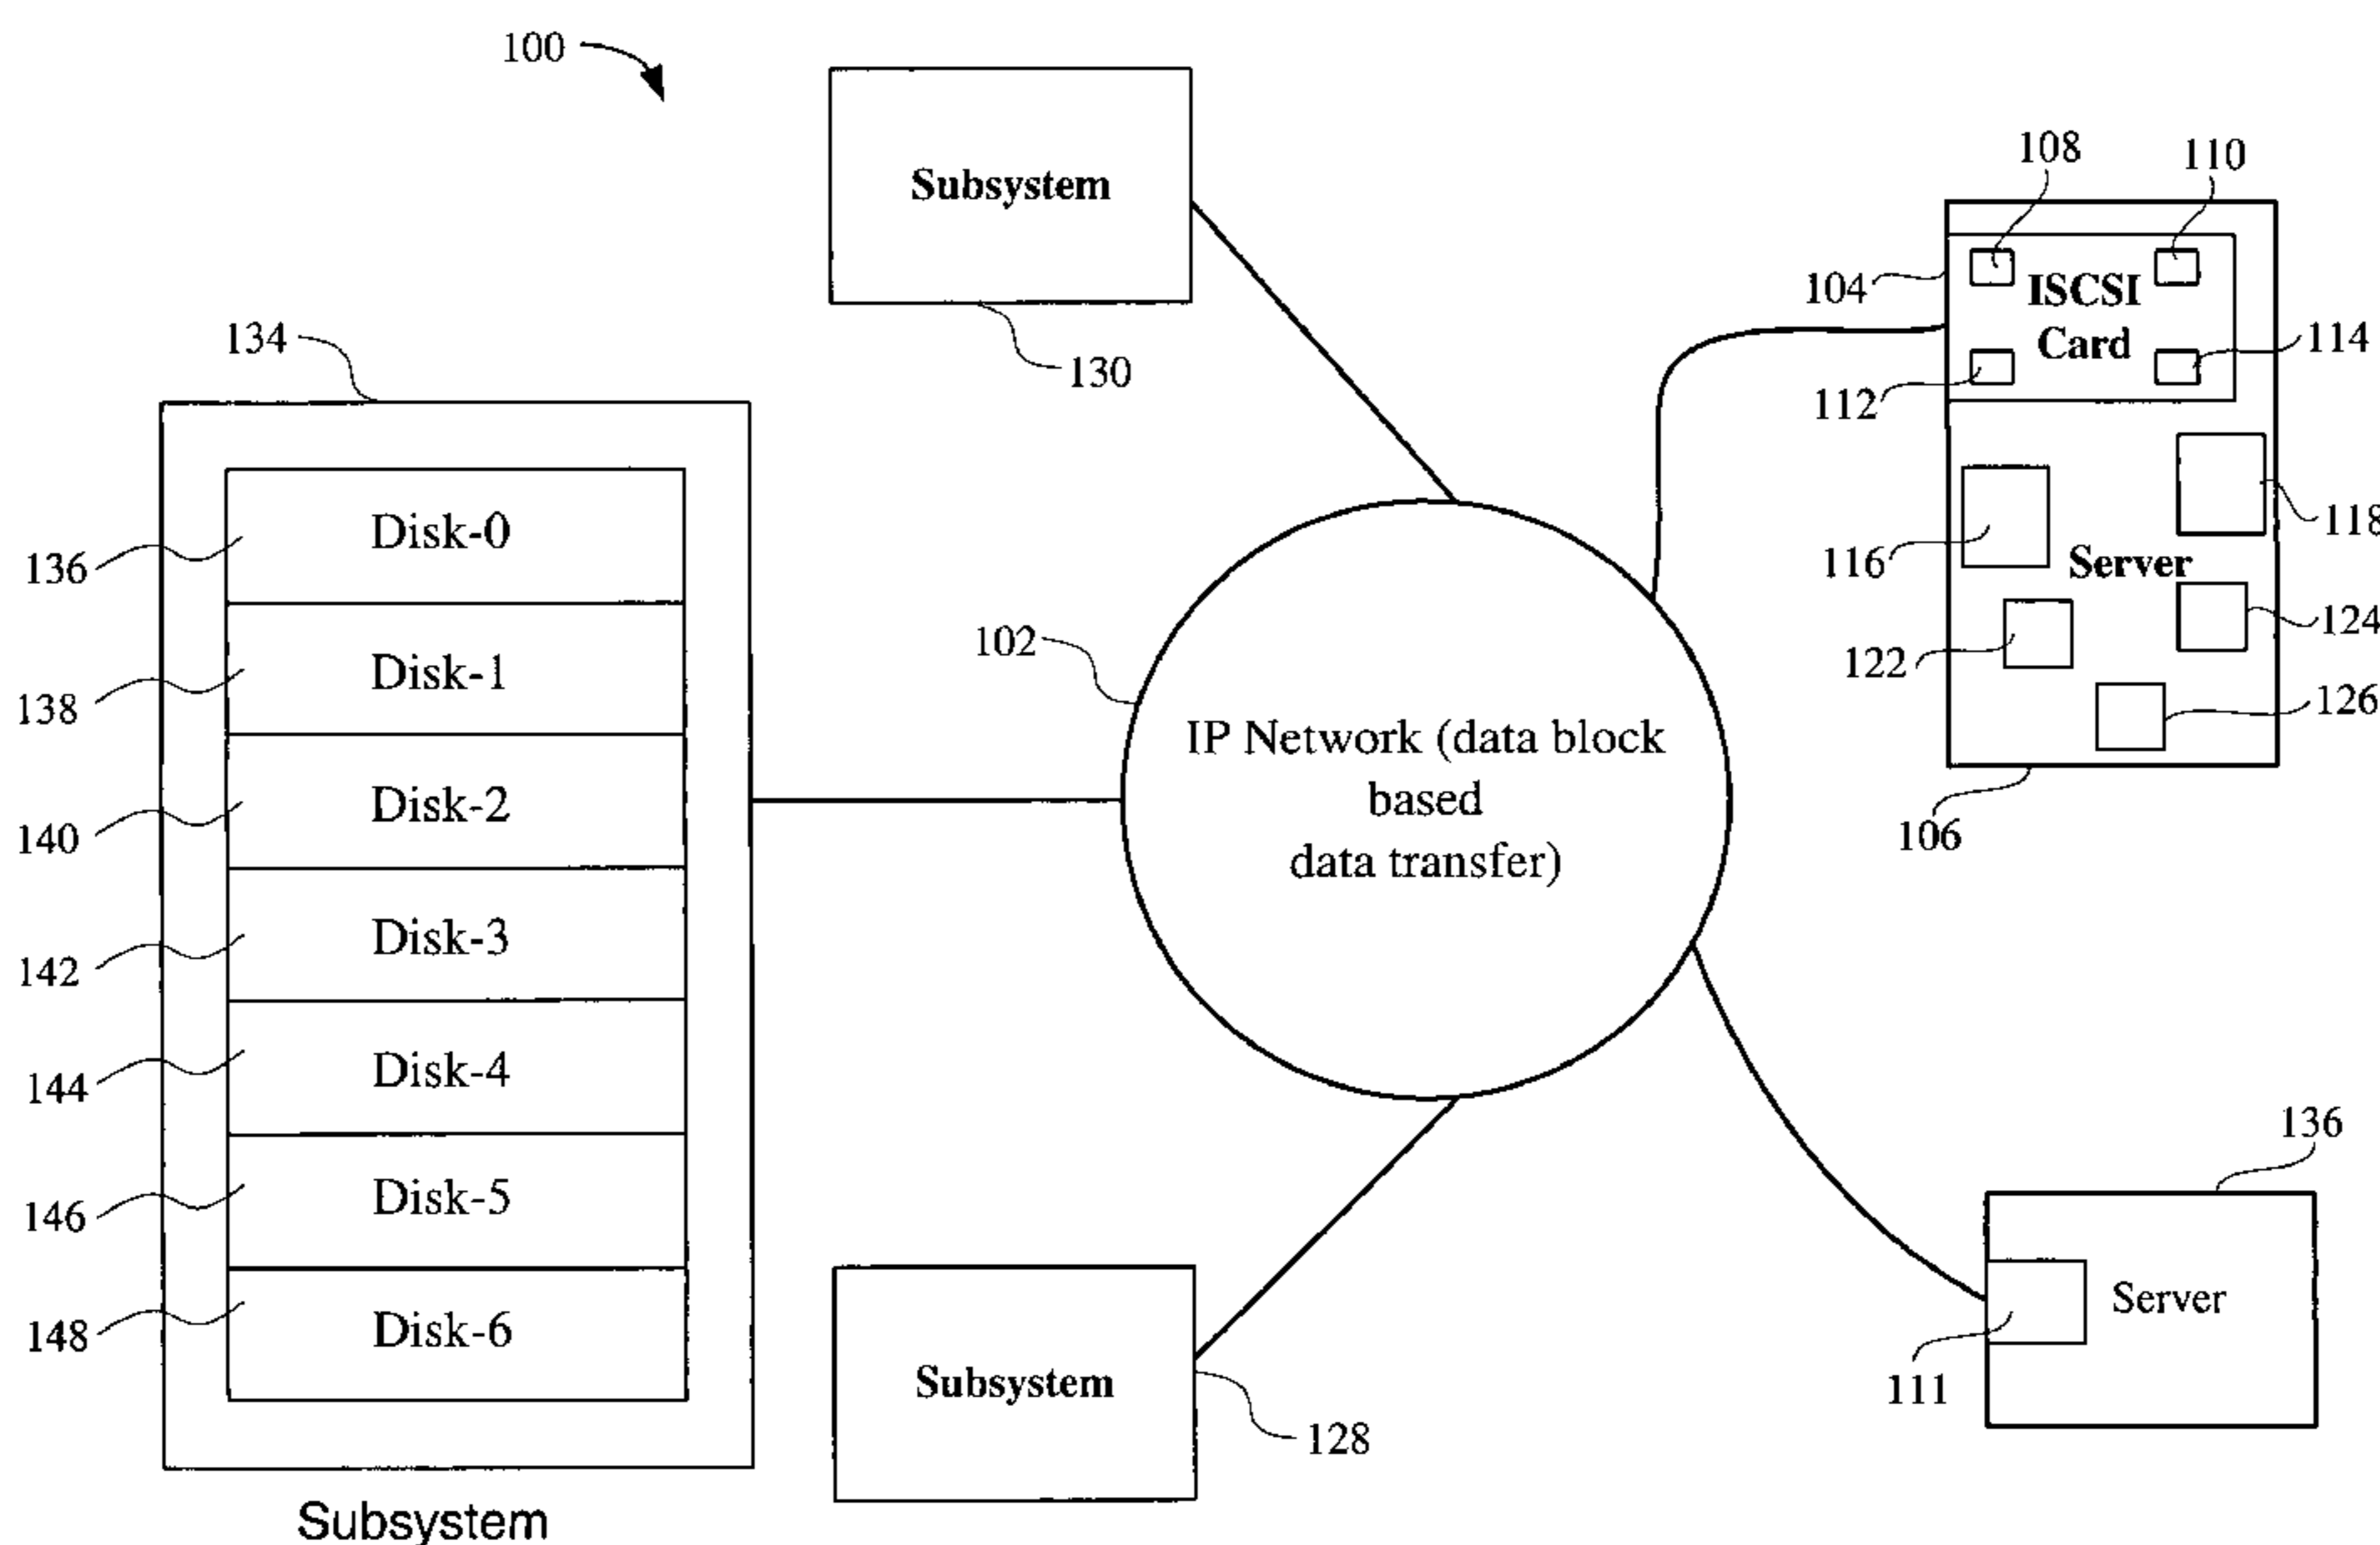 100
Subsystem
130
108
110
104
ISCSI
Card
114
112
118
116
Server
124
122
126
106
134
136
Disk-0
138
Disk-1
140
Disk-2
142
Disk-3
144
Disk-4
146
Disk-5
148
Disk-6
Subsystem
102
IP Network (data block
based
data transfer)
Subsystem
128
136
Server
111